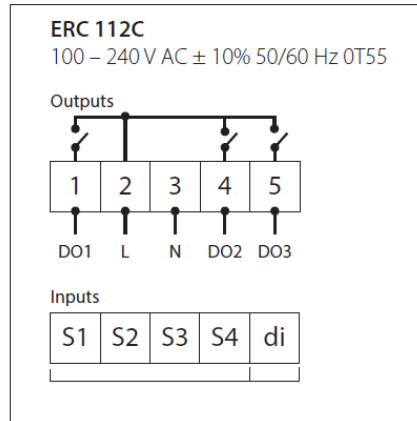 ERC 112C
100 – 240 V AC ± 10% 50/60 Hz 0T55
Outputs
1 2 3 4 5
DO1 L N DO2 DO3
Inputs
S1 S2 S3 S4 di